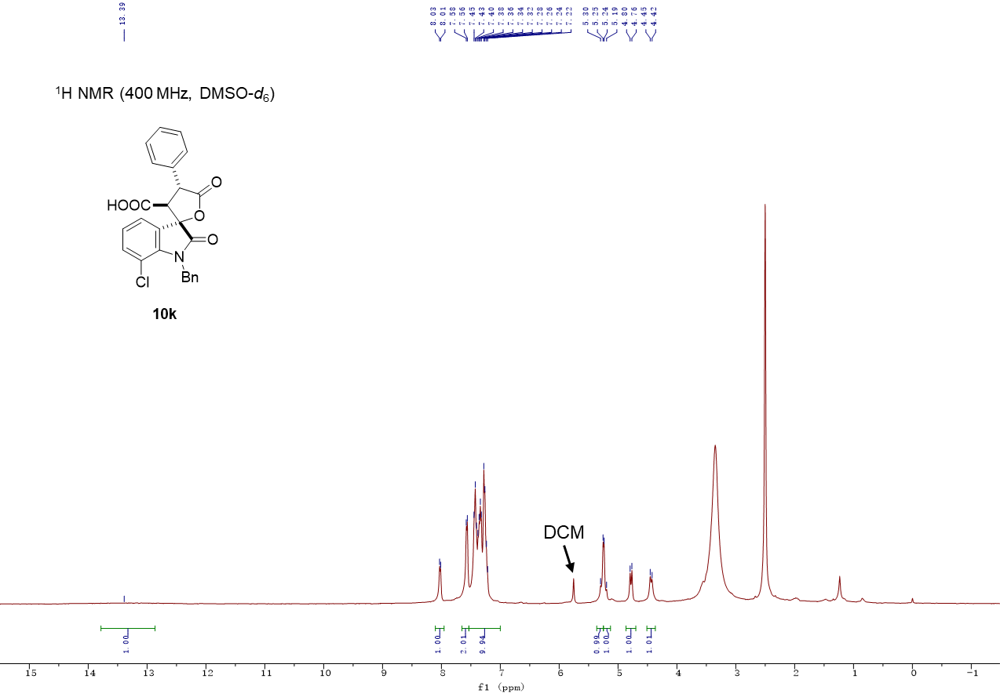 13.39
8.03
8.01
7.58
7.56
7.45
7.43
7.40
7.38
7.36
7.34
7.32
7.28
7.26
7.24
7.22
5.30
5.25
5.24
5.19
4.80
4.76
4.45
4.42
¹H NMR (400 MHz, DMSO-d₆)
O
HOOC
O
O
N
Cl
Bn
10k
DCM
1.00
1.00
2.01
9.94
0.99
1.00
1.00
1.01
15 14 13 12 11 10 9 8 7 6 5 4 3 2 1 0 -1
f1 (ppm)